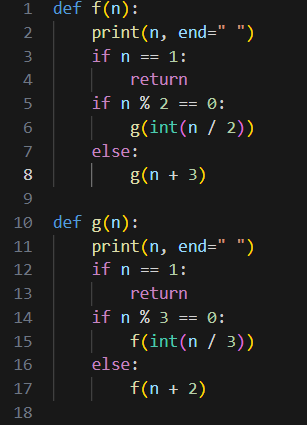 1 def f(n):
2     print(n, end=" ")
3     if n == 1:
4         return
5     if n % 2 == 0:
6         g(int(n / 2))
7     else:
8         g(n + 3)
9
10 def g(n):
11     print(n, end=" ")
12     if n == 1:
13         return
14     if n % 3 == 0:
15         f(int(n / 3))
16     else:
17         f(n + 2)
18